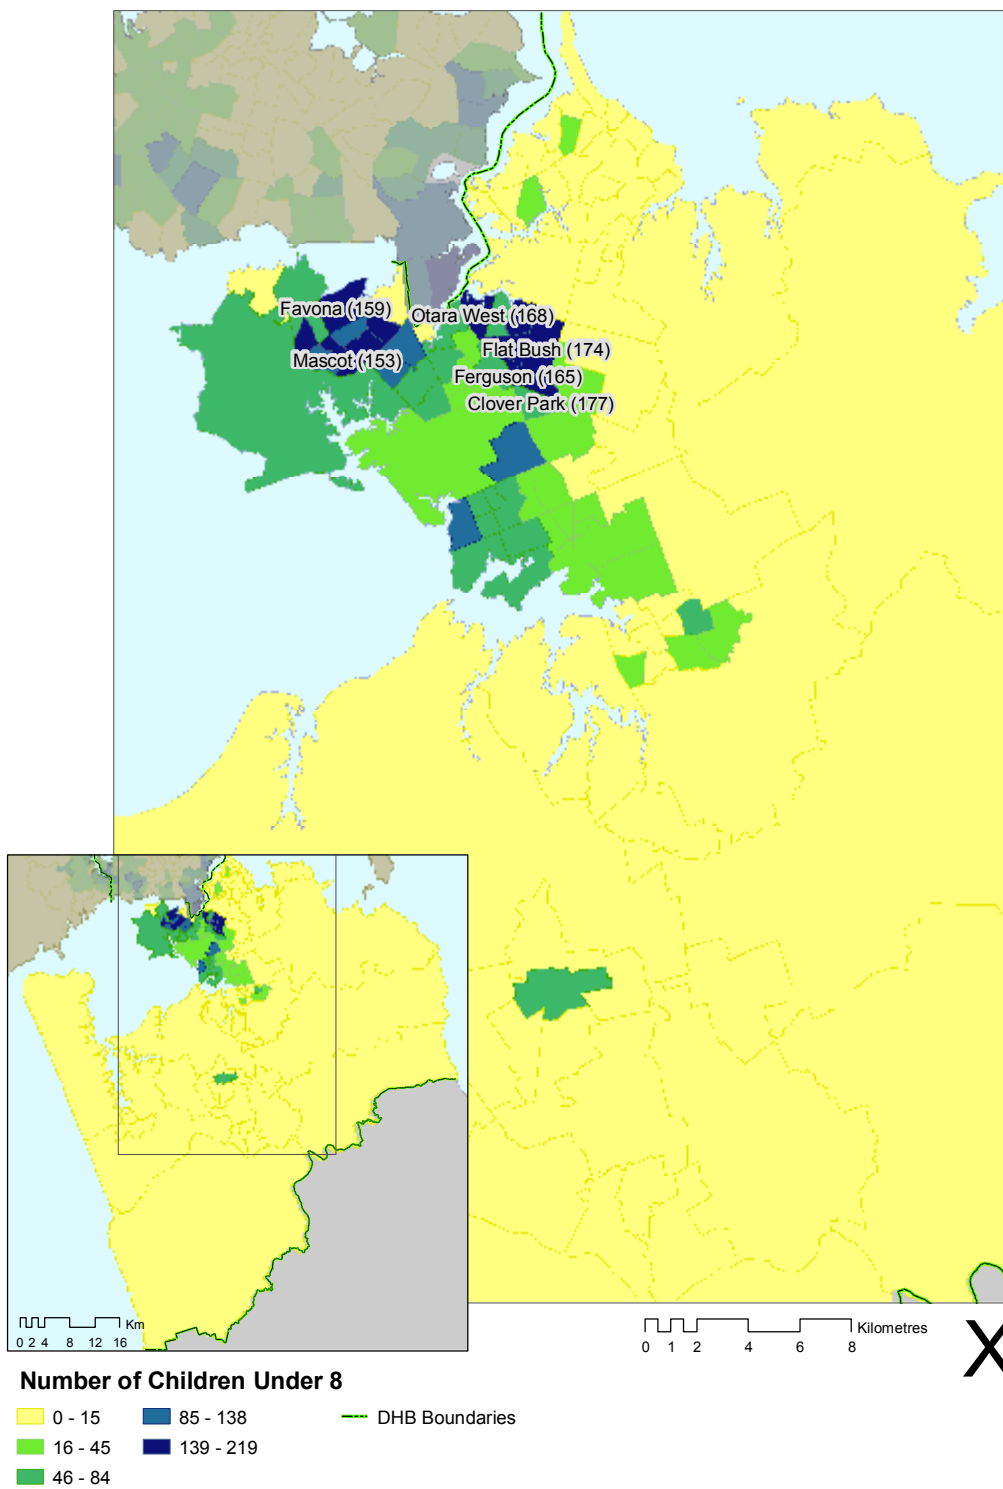 Favona (159)
Otara West (168)
Mascot (153)
Flat Bush (174)
Ferguson (165)
Clover Park (177)
Km
0 2 4 8 12 16
Kilometres
0 1 2 4 6 8
X
Number of Children Under 8
0 - 15
85 - 138
DHB Boundaries
16 - 45
139 - 219
46 - 84